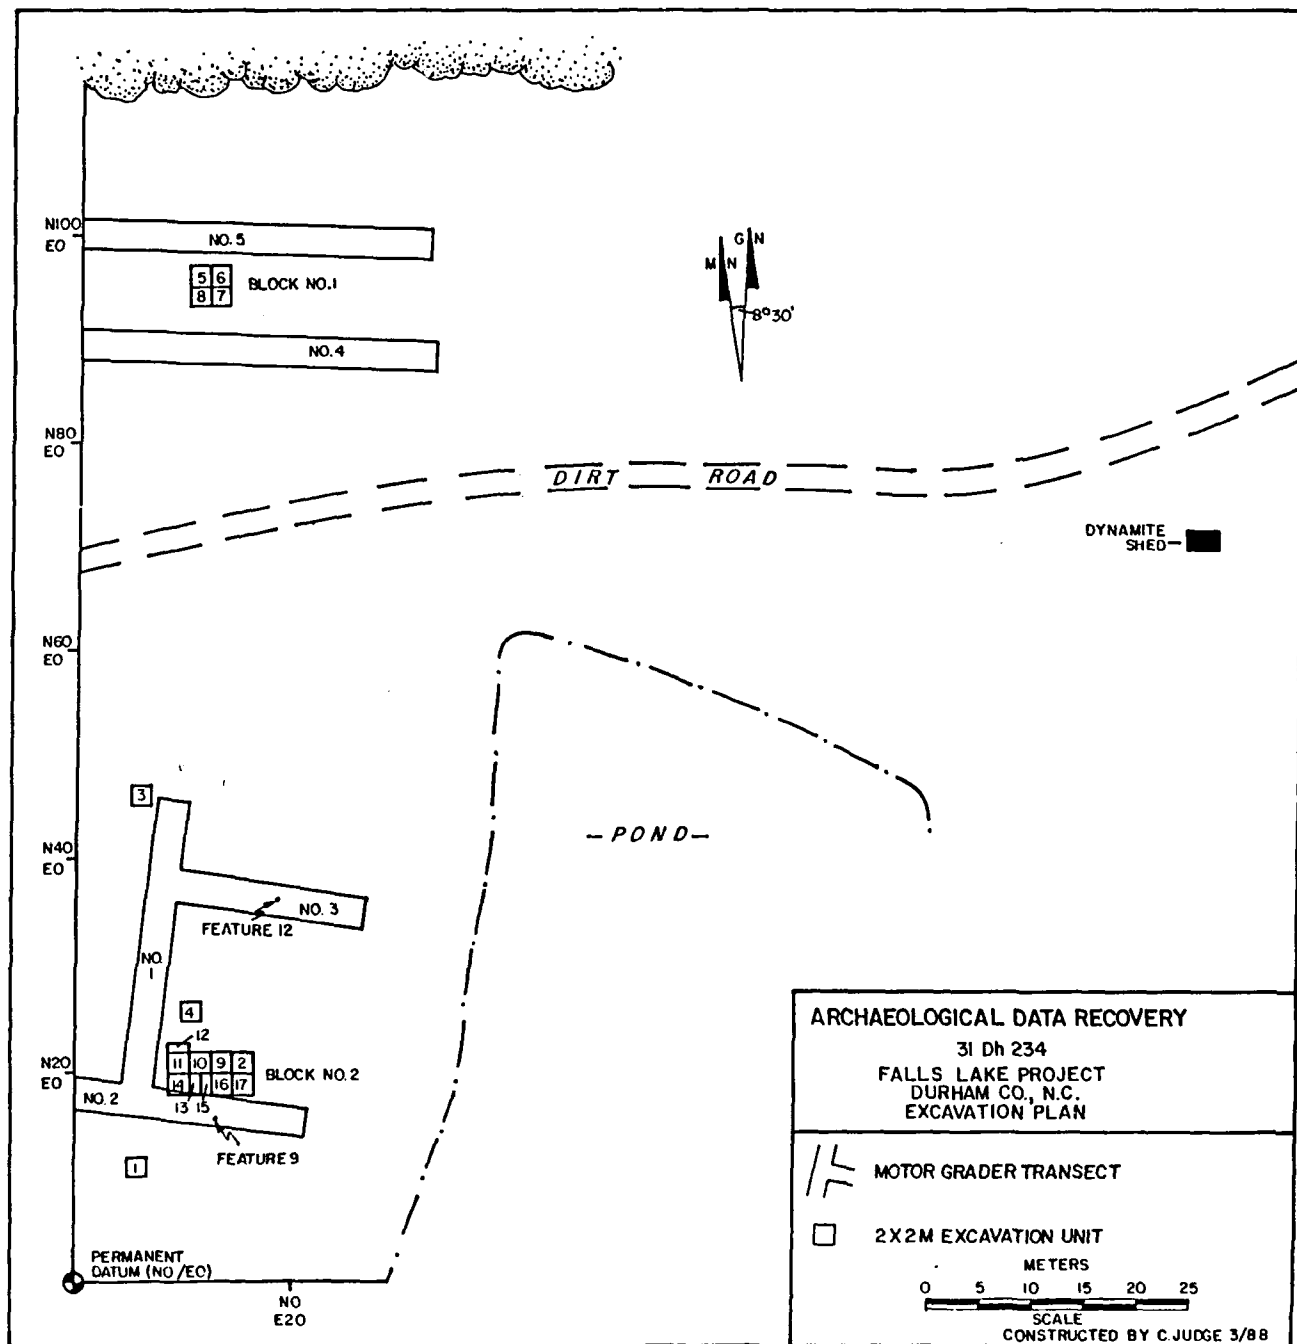 N100
E0
NO. 5
5 6
8 7
BLOCK NO. 1
NO. 4
G N
M N
8°30'
N80
E0
DIRT ROAD
DYNAMITE
SHED
N60
E0
3
N40
E0
- POND -
NO. 3
FEATURE 12
NO.
1
4
12
N20
E0
11 10 9 2
14 16 17
BLOCK NO. 2
13 15
NO. 2
FEATURE 9
1
PERMANENT
DATUM (N0/E0)
N0
E20
ARCHAEOLOGICAL DATA RECOVERY
31 Dh 234
FALLS LAKE PROJECT
DURHAM CO., N.C.
EXCAVATION PLAN
MOTOR GRADER TRANSECT
2X2M EXCAVATION UNIT
METERS
0 5 10 15 20 25
SCALE
CONSTRUCTED BY C. JUDGE 3/88